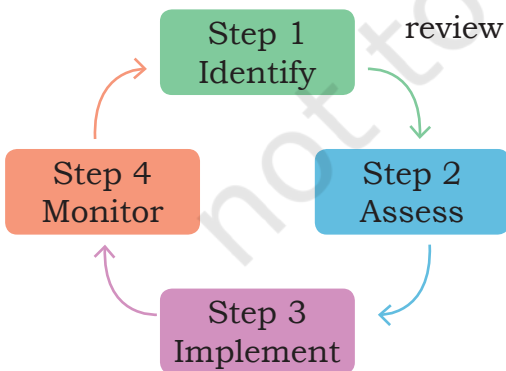 Step 1
Identify
review
Step 4
Monitor
Step 2
Assess
Step 3
Implement
not to